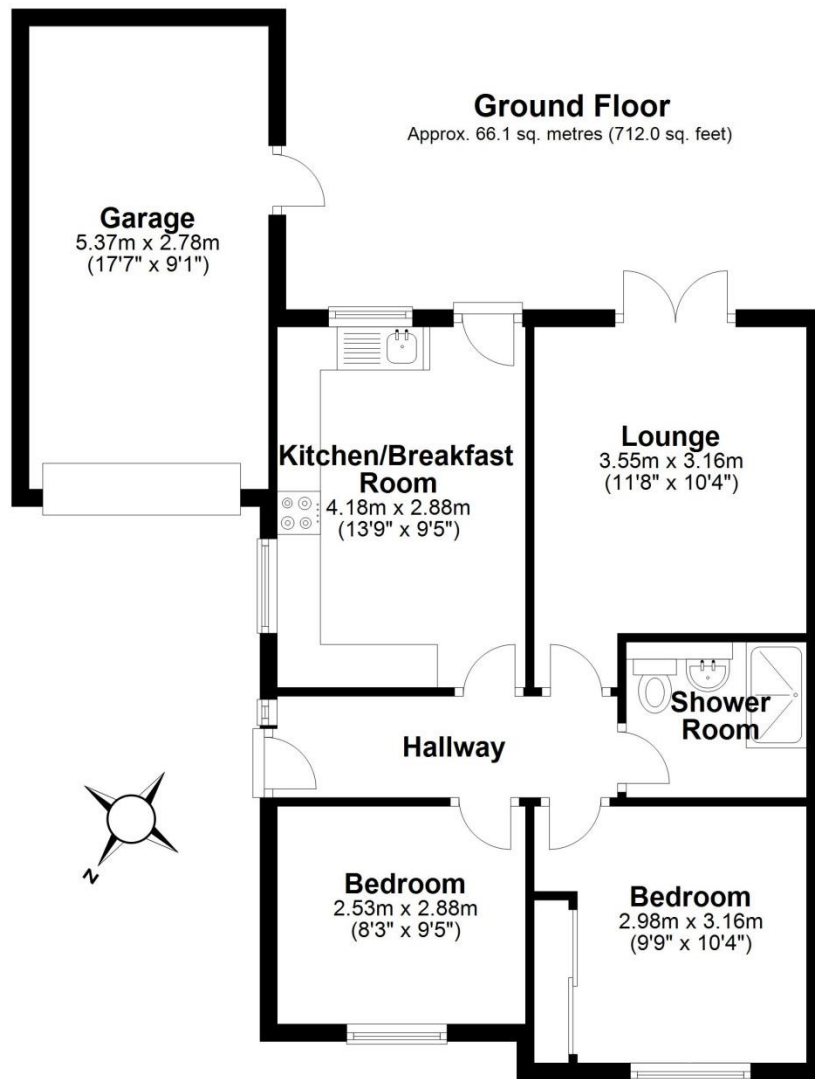 Ground Floor
Approx. 66.1 sq. metres (712.0 sq. feet)
Garage
5.37m x 2.78m
(17'7" x 9'1")
Kitchen/Breakfast
Room
4.18m x 2.88m
(13'9" x 9'5")
Lounge
3.55m x 3.16m
(11'8" x 10'4")
Shower
Room
Hallway
Bedroom
2.53m x 2.88m
(8'3" x 9'5")
Bedroom
2.98m x 3.16m
(9'9" x 10'4")
N